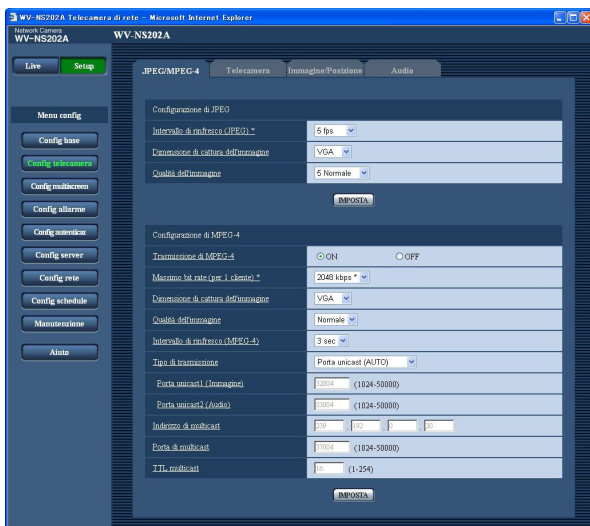 WV-NS202A Telecamera di rete - Microsoft Internet Explorer
Network Camera
WV-NS202A
WV-NS202A
Live
Setup
Menu config
Config base
Config telecamera
Config multiscreen
Config allarme
Config autenticaz
Config server
Config rete
Config schedule
Manutenzione
Aiuto
JPEG/MPEG-4
Telecamera
Immagine/Posizione
Audio
Configurazione di JPEG
Intervallo di rinfresco (JPEG) *
5 fps
Dimensione di cattura dell'immagine
VGA
Qualità dell'immagine
5 Normale
IMPOSTA
Configurazione di MPEG-4
Trasmissione di MPEG-4
ON
OFF
Massimo bit rate (per 1 cliente) *
2048 kbps *
Dimensione di cattura dell'immagine
VGA
Qualità dell'immagine
Normale
Intervallo di rinfresco (MPEG-4)
3 sec
Tipo di trasmissione
Porta unicast (AUTO)
Porta unicast1 (Immagine)
32004 (1024-50000)
Porta unicast2 (Audio)
33004 (1024-50000)
Indirizzo di multicast
239 . 192 . 0 . 20
Porta di multicast
37004 (1024-50000)
TTL multicast
16 (1-254)
IMPOSTA